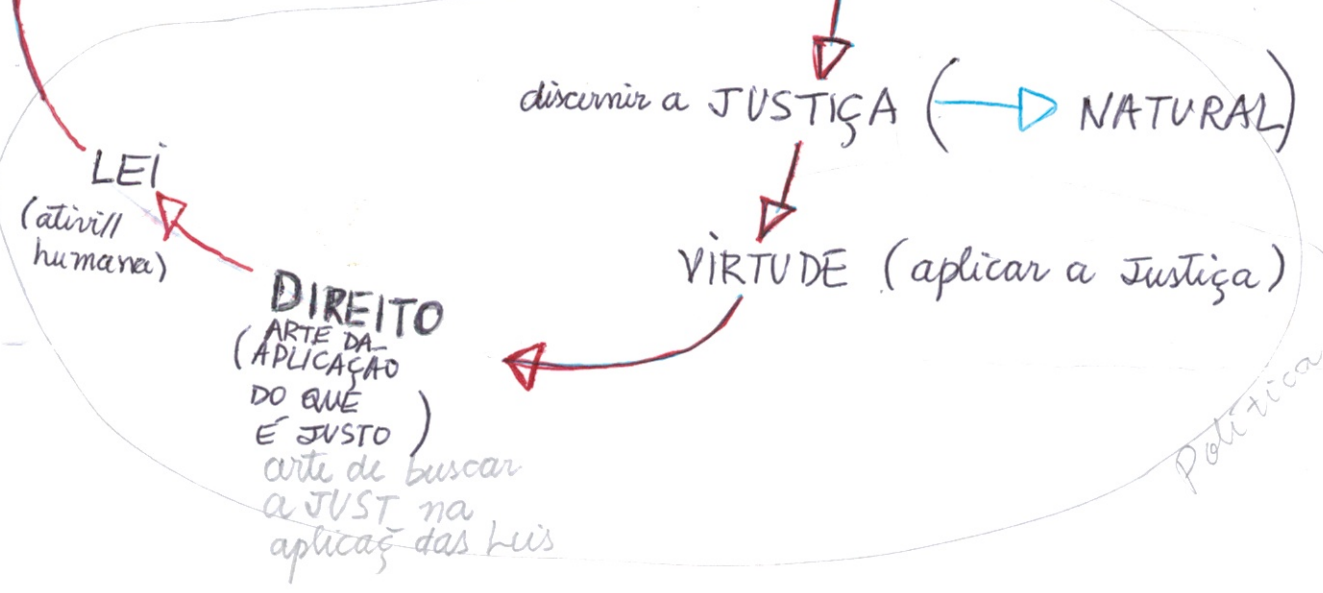 discernir a JUSTIÇA ( NATURAL)
LEI
(ativi//
humana)
VIRTUDE (aplicar a Justiça)
DIREITO
(ARTE DA
APLICAÇÃO
DO QUE
É JUSTO )
arte de buscar
a JUST na
aplicaç̃ das Leis
Política